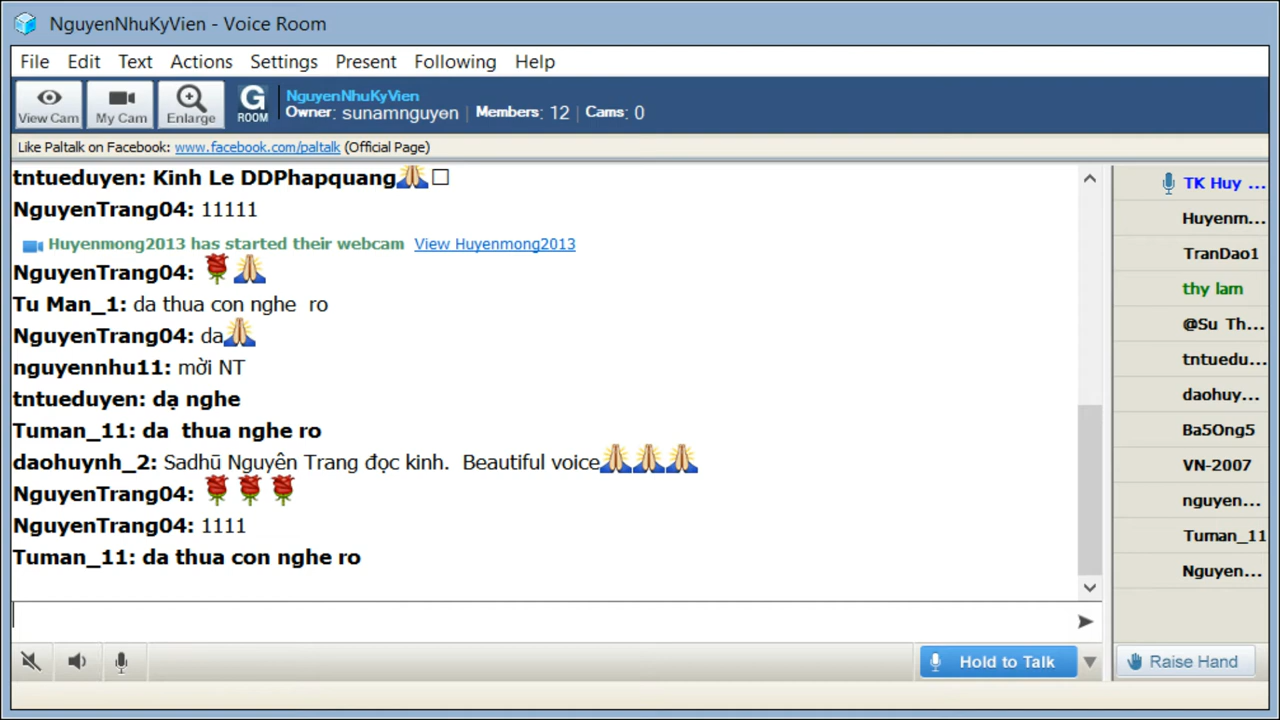 NguyenNhuKyVien - Voice Room
File Edit Text Actions Settings Present Following Help
View Cam My Cam Enlarge G ROOM
NguyenNhuKyVien
Owner: sunamnguyen | Members: 12 | Cams: 0
Like Paltalk on Facebook: www.facebook.com/paltalk (Official Page)
tntueduyen: Kinh Le DDPhapquang🙏☐
NguyenTrang04: 11111
Huyenmong2013 has started their webcam View Huyenmong2013
NguyenTrang04: 🌹🙏
Tu Man_1: da thua con nghe  ro
NguyenTrang04: da🙏
nguyennhu11: mời NT
tntueduyen: dạ nghe
Tuman_11: da  thua nghe ro
daohuynh_2: Sadhū Nguyên Trang đọc kinh.  Beautiful voice🙏🙏🙏
NguyenTrang04: 🌹🌹🌹
NguyenTrang04: 1111
Tuman_11: da thua con nghe ro
Hold to Talk
TK Huy ...
Huyenm...
TranDao1
thy lam
@Su Th...
tntuedu...
daohuy...
Ba5Ong5
VN-2007
nguyen...
Tuman_11
Nguyen...
Raise Hand